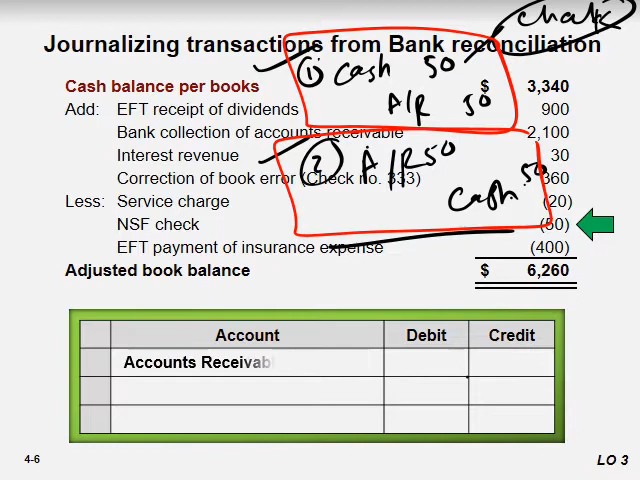 check
Journalizing transactions from Bank reconciliation
① Cash 50
A/R 50
Cash balance per books $ 3,340
Add: EFT receipt of dividends 900
Bank collection of accounts receivable 2,100
Interest revenue 30
② A/R 50
Cash 50
Correction of book error (Check no. 333) 360
Less: Service charge (20)
NSF check (50)
EFT payment of insurance expense (400)
Adjusted book balance $ 6,260
Account Debit Credit
Accounts Receivab
4-6 LO 3